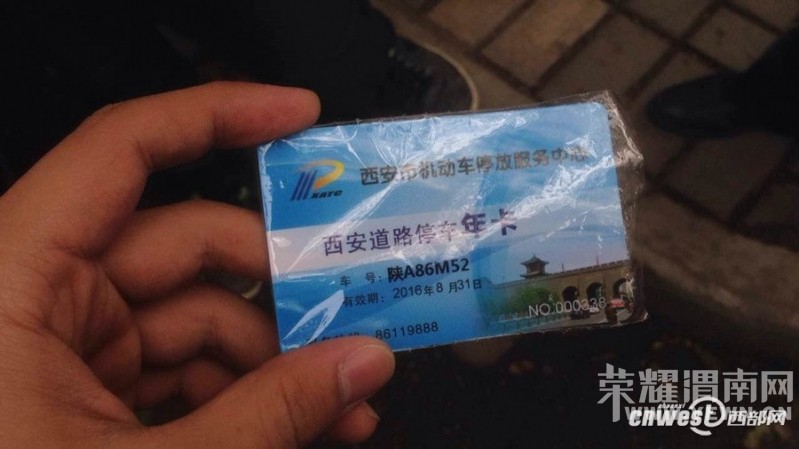 XATC
西安市机动车停放服务中心
西安道路停车年卡
车 号：陕A86M52
有效期：2016年8月31日
NO.000338
86119888
荣耀渭南网
cnwest 西部网